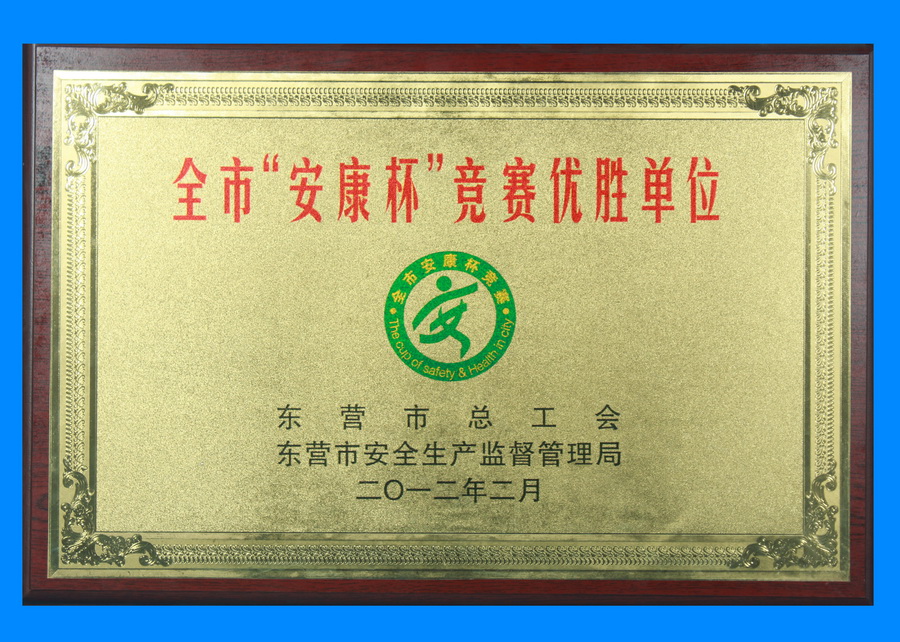 全市“安康杯”竞赛优胜单位
全市安康杯竞赛
The cup of safety & Health in city
东营市总工会
东营市安全生产监督管理局
二〇一二年二月